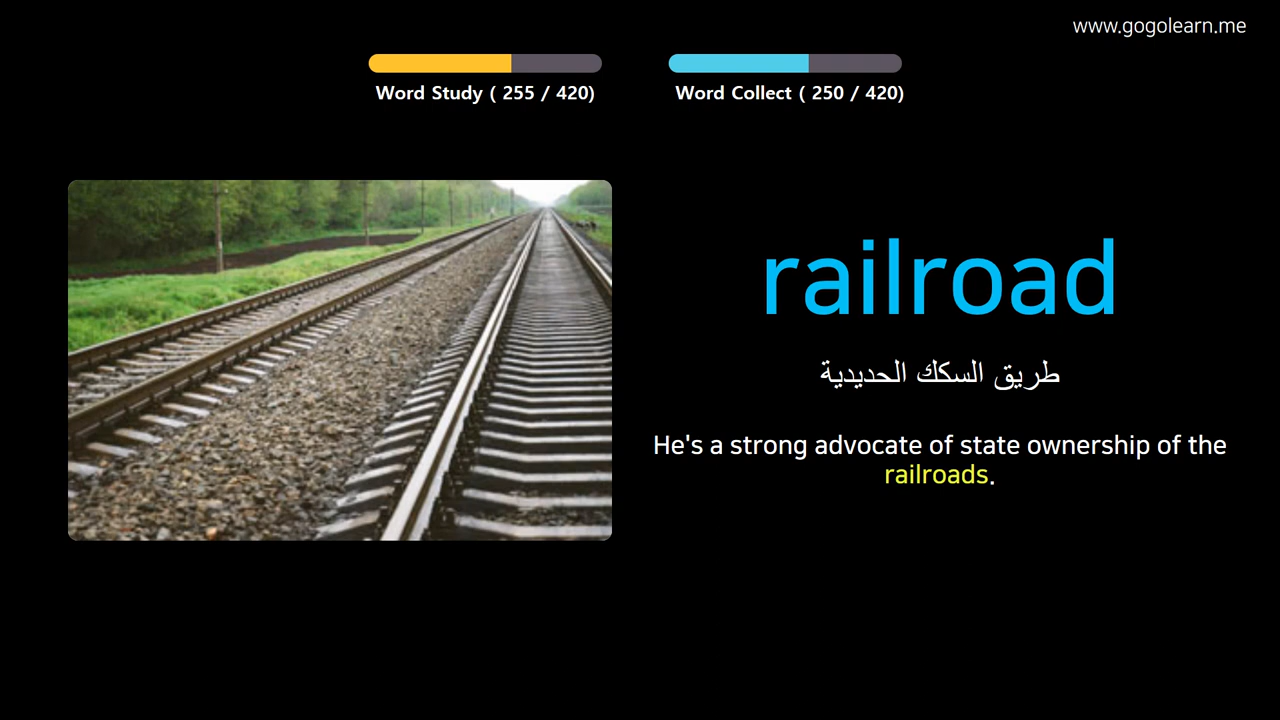 www.gogolearn.me
Word Study ( 255 / 420)
Word Collect ( 250 / 420)
railroad
طريق السكك الحديدية
He's a strong advocate of state ownership of the
railroads.